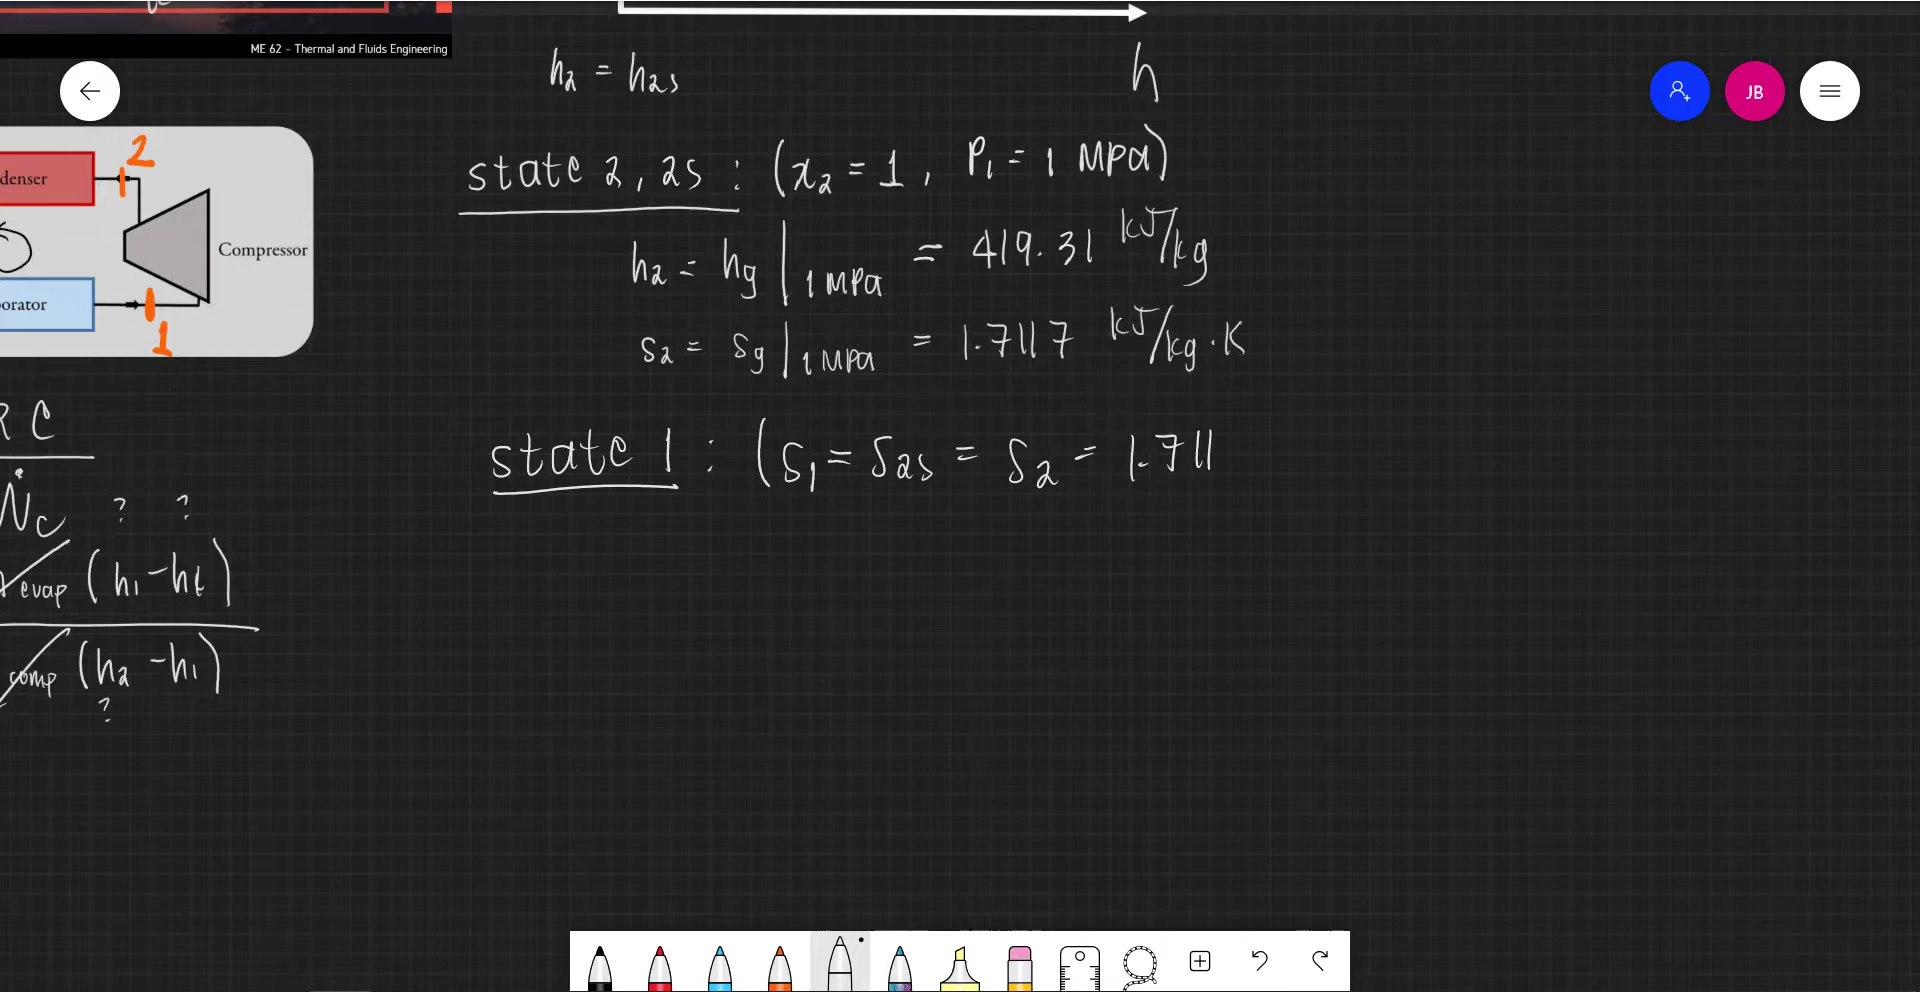 ME 62 – Thermal and Fluids Engineering
h₂ = h₂s
h
JB
2
denser
Compressor
orator
1
state 2, 2s : (x₂ = 1, P₁ = 1 MPa)
h₂ = hg | 1 MPa = 419.31 kJ/kg
s₂ = sg | 1 MPa = 1.7117 kJ/kg·K
state 1 : (s₁ = s₂s = s₂ = 1.711
R C
Ẇc ? ?
evap (h₁ – h₄)
comp (h₂ – h₁)
?